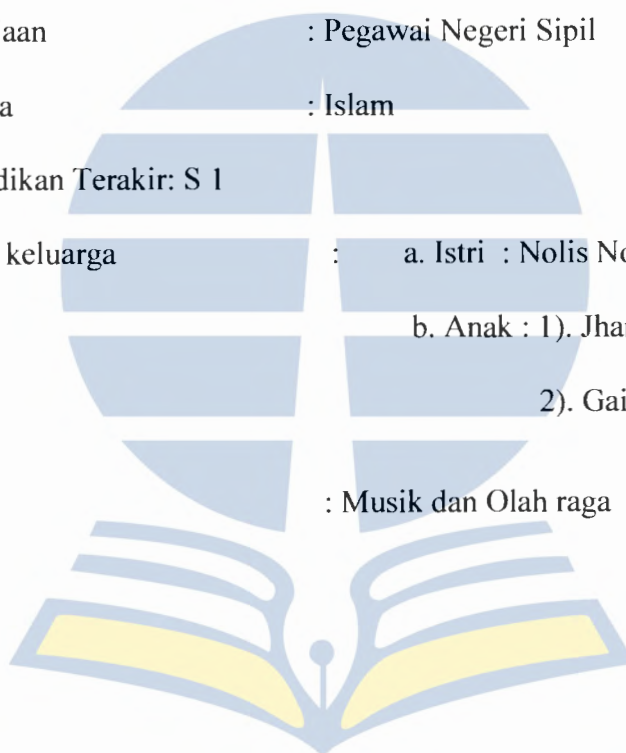 aan : Pegawai Negeri Sipil
a : Islam
dikan Terakir: S 1
keluarga : a. Istri : Nolis No
b. Anak : 1). Jhan
2). Gai
: Musik dan Olah raga